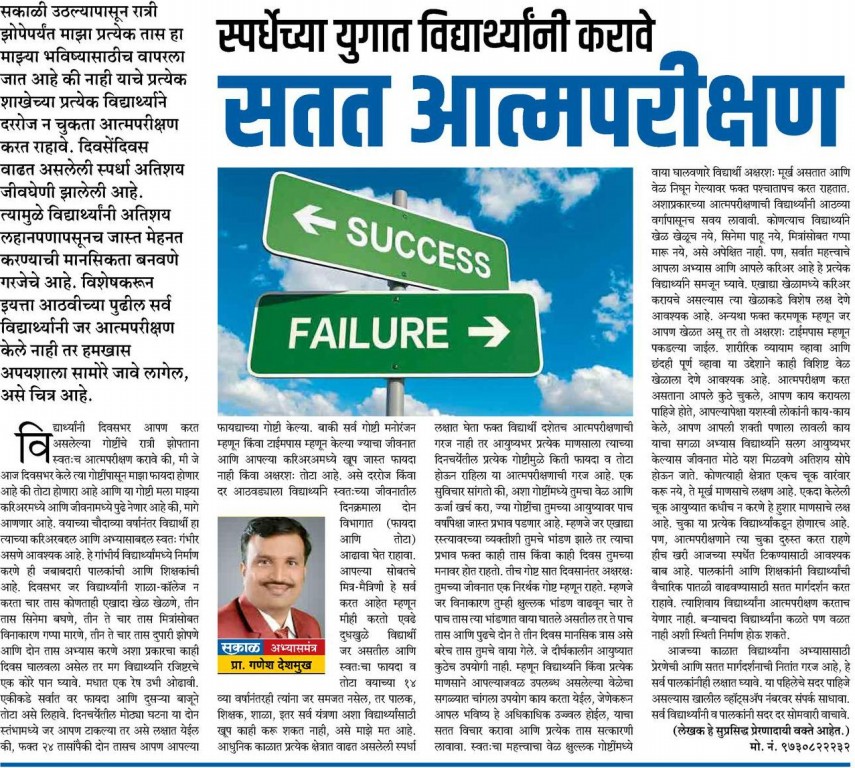 सकाळी उठल्यापासून रात्री
झोपेपर्यंत माझा प्रत्येक तास हा
माझ्या भविष्यासाठीच वापरला
जात आहे की नाही याचे प्रत्येक
शाखेच्या प्रत्येक विद्यार्थ्याने
दररोज न चुकता आत्मपरीक्षण
करत राहावे. दिवसेंदिवस
वाढत असलेली स्पर्धा अतिशय
जीवघेणी झालेली आहे.
त्यामुळे विद्यार्थ्यांनी अतिशय
लहानपणापसूनच जास्त मेहनत
करण्याची मानसिकता बनवणे
गरजेचे आहे. विशेषकरून
इयत्ता आठवीच्या पुढील सर्व
विद्यार्थ्यांनी जर आत्मपरीक्षण
केले नाही तर हमखास
अपयशाला सामोरे जावे लागेल,
असे चित्र आहे.
स्पर्धेच्या युगात विद्यार्थ्यांनी करावे
सतत आत्मपरीक्षण
SUCCESS
FAILURE
विद्यार्थ्यांनी दिवसभर आपण करत
असलेल्या गोष्टींचे रात्री झोपताना
स्वतःच आत्मपरीक्षण करावे की, मी जे
आज दिवसभर केले त्या गोष्टींपासून माझा फायदा होणार
आहे की तोटा होणारा आहे आणि या गोष्टी मला माझ्या
करिअरमध्ये आणि जीवनामध्ये पुढे नेणार आहे की, मागे
आणणार आहे. वयाच्या चौदाव्या वर्षानंतर विद्यार्थी हा
त्याच्या करिअरबद्दल आणि अभ्यासाबद्दल स्वतः गंभीर
असणे आवश्यक आहे. हे गांभीर्य विद्यार्थ्यांमध्ये निर्माण
करणे ही जबाबदारी पालकांची आणि शिक्षकांची
आहे. दिवसभर जर विद्यार्थ्यांनी शाळा-कॉलेज न
करता चार तास कोणताही एखादा खेळ खेळणे, तीन
तास सिनेमा बघणे, तीन ते चार तास मित्रांसोबत
विनाकारण गप्पा मारणे, तीन ते चार तास दुपारी झोपणे
आणि दोन तास अभ्यास करणे अशा प्रकारचा काही
दिवस घालवला असेल तर मग विद्यार्थ्याने रजिष्टरचे
एक कोरे पान घ्यावे. मधात एक रेष उभी ओढावी.
एकीकडे सर्वात वर फायदा आणि दुसऱ्या बाजूने
तोटा असे लिहावे. दिनचर्येतील मोठ्या घटना या दोन
स्तंभामध्ये जर आपण टाकल्या तर असे लक्षात येईल
की, फक्त २४ तासांपैकी दोन तासच आपण आपल्या
फायद्याच्या गोष्टी केल्या. बाकी सर्व गोष्टी मनोरंजन
म्हणून किंवा टाईमपास म्हणून केल्या ज्याचा जीवनात
आणि आपल्या करिअरमध्ये खूप जास्त फायदा
नाही किंवा अक्षरशः तोटा आहे. असे दररोज किंवा
दर आठवड्याला विद्यार्थ्याने स्वतःच्या जीवनातील
दिनक्रमाला दोन
विभागात (फायदा
आणि तोटा)
आढावा घेत राहावा.
आपल्या सोबतचे
मित्र-मैत्रिणी हे सर्व
करत आहेत म्हणून
मीही करतो एवढे
दुधखुळे विद्यार्थी
जर असतील आणि
स्वतःचा फायदा व
तोटा वयाच्या १४
व्या वर्षानंतरही त्यांना जर समजत नसेल, तर पालक,
शिक्षक, शाळा, इतर सर्व यंत्रणा अशा विद्यार्थ्यांसाठी
खूप काही करू शकत नाही, असे माझे मत आहे.
आधुनिक काळात प्रत्येक क्षेत्रात वाढत असलेली स्पर्धा
सकाळ अभ्यासमंत्र
प्रा. गणेश देशमुख
लक्षात घेता फक्त विद्यार्थी दशेतच आत्मपरीक्षणाची
गरज नाही तर आयुष्यभर प्रत्येक माणसाला त्याच्या
दिनचर्येतील प्रत्येक गोष्टीमुळे किती फायदा व तोटा
होऊन राहिला या आत्मपरीक्षणाची गरज आहे. एक
सुविचार सांगतो की, अशा गोष्टींमध्ये तुमचा वेळ आणि
ऊर्जा खर्च करा, ज्या गोष्टींचा तुमच्या आयुष्यावर पाच
वर्षांपेक्षा जास्त प्रभाव पडणार आहे. म्हणजे जर एखाद्या
रस्त्यावरच्या व्यक्तीशी तुमचे भांडण झाले तर त्याचा
प्रभाव फक्त काही तास किंवा काही दिवस तुमच्या
मनावर होत राहतो. तीच गोष्ट सात दिवसानंतर अक्षरशः
तुमच्या जीवनात एक निरर्थक गोष्ट म्हणून राहते. म्हणजे
जर विनाकारण तुम्ही क्षुल्लक भांडण वाढवून चार ते
पाच तास त्या भांडणात वाया घातले असतील तर ते पाच
तास आणि पुढचे दोन ते तीन दिवस मानसिक त्रास असे
बरेच तास तुमचे वाया गेले. जे दीर्घकालीन आयुष्यात
कुठेच उपयोगी नाही. म्हणून विद्यार्थ्याने किंवा प्रत्येक
माणसाने आपल्याजवळ उपलब्ध असलेल्या वेळेचा
सगळ्यात चांगला उपयोग काय करता येईल, जेणेकरून
आपल भविष्य हे अधिकाधिक उज्वल होईल, याचा
सतत विचार करावा आणि प्रत्येक तास सत्कारणी
लावावा. स्वतःचा महत्त्वाचा वेळ क्षुल्लक गोष्टींमध्ये
वाया घालवणारे विद्यार्थी अक्षरशः मूर्ख असतात आणि
वेळ निघून गेल्यावर फक्त पश्चातापच करत राहतात.
अशाप्रकारच्या आत्मपरीक्षणाची विद्यार्थ्यांनी आठव्या
वर्गापासूनच सवय लावावी. कोणत्याच विद्यार्थ्याने
खेळ खेळूच नये, सिनेमा पाहू नये, मित्रांसोबत गप्पा
मारू नये, असे अपेक्षित नाही. पण, सर्वात महत्त्वाचे
आपला अभ्यास आणि आपले करिअर आहे हे प्रत्येक
विद्यार्थ्याने समजून घ्यावे. एखाद्या खेळामध्ये करिअर
करायचे असल्यास त्या खेळाकडे विशेष लक्ष देणे
आवश्यक आहे. अन्यथा फक्त करमणूक म्हणून जर
आपण खेळत असू तर तो अक्षरशः टाईमपास म्हणून
पकडल्या जाईल. शारीरिक व्यायाम व्हावा आणि
छंदही पूर्ण व्हावा या उद्देशाने काही विशिष्ट वेळ
खेळाला देणे आवश्यक आहे. आत्मपरीक्षण करत
असताना आपले कुठे चुकले, आपण काय करायला
पाहिजे होते, आपल्यापेक्षा यशस्वी लोकांनी काय-काय
केले, आपण आपली शक्ती पणाला लावली काय
याचा सगळा अभ्यास विद्यार्थ्याने सलग आयुष्यभर
केल्यास जीवनात मोठे यश मिळवणे अतिशय सोपे
होऊन जाते. कोणत्याही क्षेत्रात एकच चूक वारंवार
करू नये, ते मूर्ख माणसाचे लक्षण आहे. एकदा केलेली
चूक आयुष्यात कधीच न करणे हे हुशार माणसाचे लक्ष
आहे. चुका या प्रत्येक विद्यार्थ्यांकडून होणारच आहे.
पण, आत्मपरीक्षणाने त्या चुका दुरुस्त करत राहणे
हीच खरी आजच्या स्पर्धेत टिकण्यासाठी आवश्यक
बाब आहे. पालकांनी आणि शिक्षकांनी विद्यार्थ्यांची
वैचारिक पातळी वाढवण्यासाठी सतत मार्गदर्शन करत
राहावे. त्याशिवाय विद्यार्थ्यांना आत्मपरीक्षण करताच
येणार नाही. बऱ्याचदा विद्यार्थ्यांना कळते पण वळत
नाही अशी स्थिती निर्माण होऊ शकते.
आजच्या काळात विद्यार्थ्यांना अभ्यासासाठी
प्रेरणेची आणि सतत मार्गदर्शनाची नितांत गरज आहे, हे
सर्व पालकांनीही लक्षात घ्यावे. या पहिलेचे सदर पाहिजे
असल्यास खालील व्हॉट्सअॅप नंबरवर संपर्क साधावा.
सर्व विद्यार्थ्यांनी व पालकांनी सदर दर सोमवारी वाचावे.
(लेखक हे सुप्रसिद्ध प्रेरणादायी वक्ते आहेत.)
मो. नं. ९७३०८२२२३२